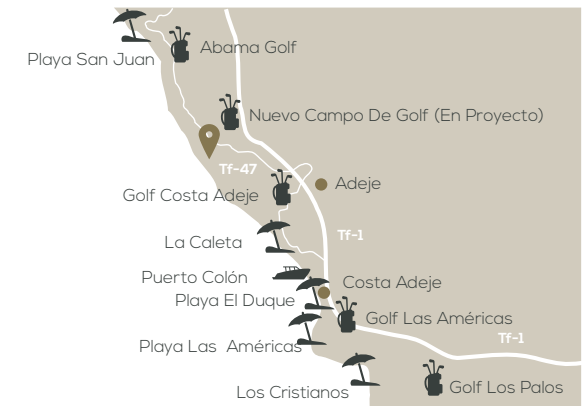 Playa San Juan
Abama Golf
Nuevo Campo De Golf (En Proyecto)
Tf-47
Adeje
Golf Costa Adeje
Tf-1
La Caleta
Puerto Colón
Costa Adeje
Playa El Duque
Golf Las Américas
Tf-1
Playa Las Américas
Los Cristianos
Golf Los Palos